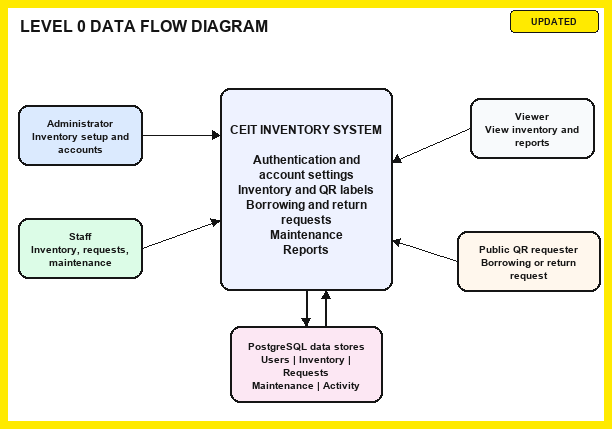 LEVEL 0 DATA FLOW DIAGRAM
UPDATED
Administrator
Inventory setup and
accounts
Staff
Inventory, requests,
maintenance
CEIT INVENTORY SYSTEM
Authentication and
account settings
Inventory and QR labels
Borrowing and return
requests
Maintenance
Reports
Viewer
View inventory and
reports
Public QR requester
Borrowing or return
request
PostgreSQL data stores
Users | Inventory |
Requests
Maintenance | Activity